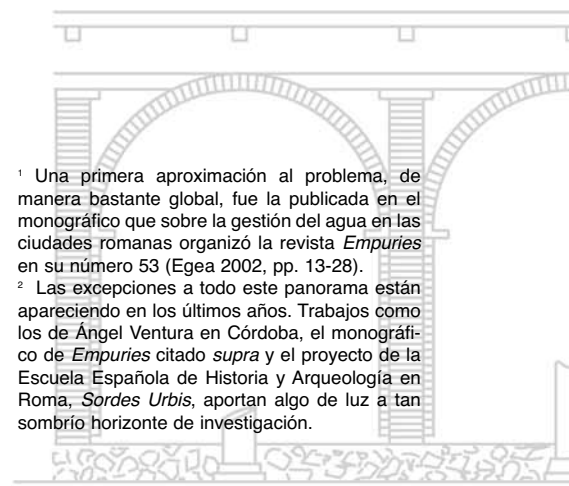 ¹ Una primera aproximación al problema, de
manera bastante global, fue la publicada en el
monográfico que sobre la gestión del agua en las
ciudades romanas organizó la revista Empuries
en su número 53 (Egea 2002, pp. 13-28).
² Las excepciones a todo este panorama están
apareciendo en los últimos años. Trabajos como
los de Ángel Ventura en Córdoba, el monográfi-
co de Empuries citado supra y el proyecto de la
Escuela Española de Historia y Arqueología en
Roma, Sordes Urbis, aportan algo de luz a tan
sombrío horizonte de investigación.